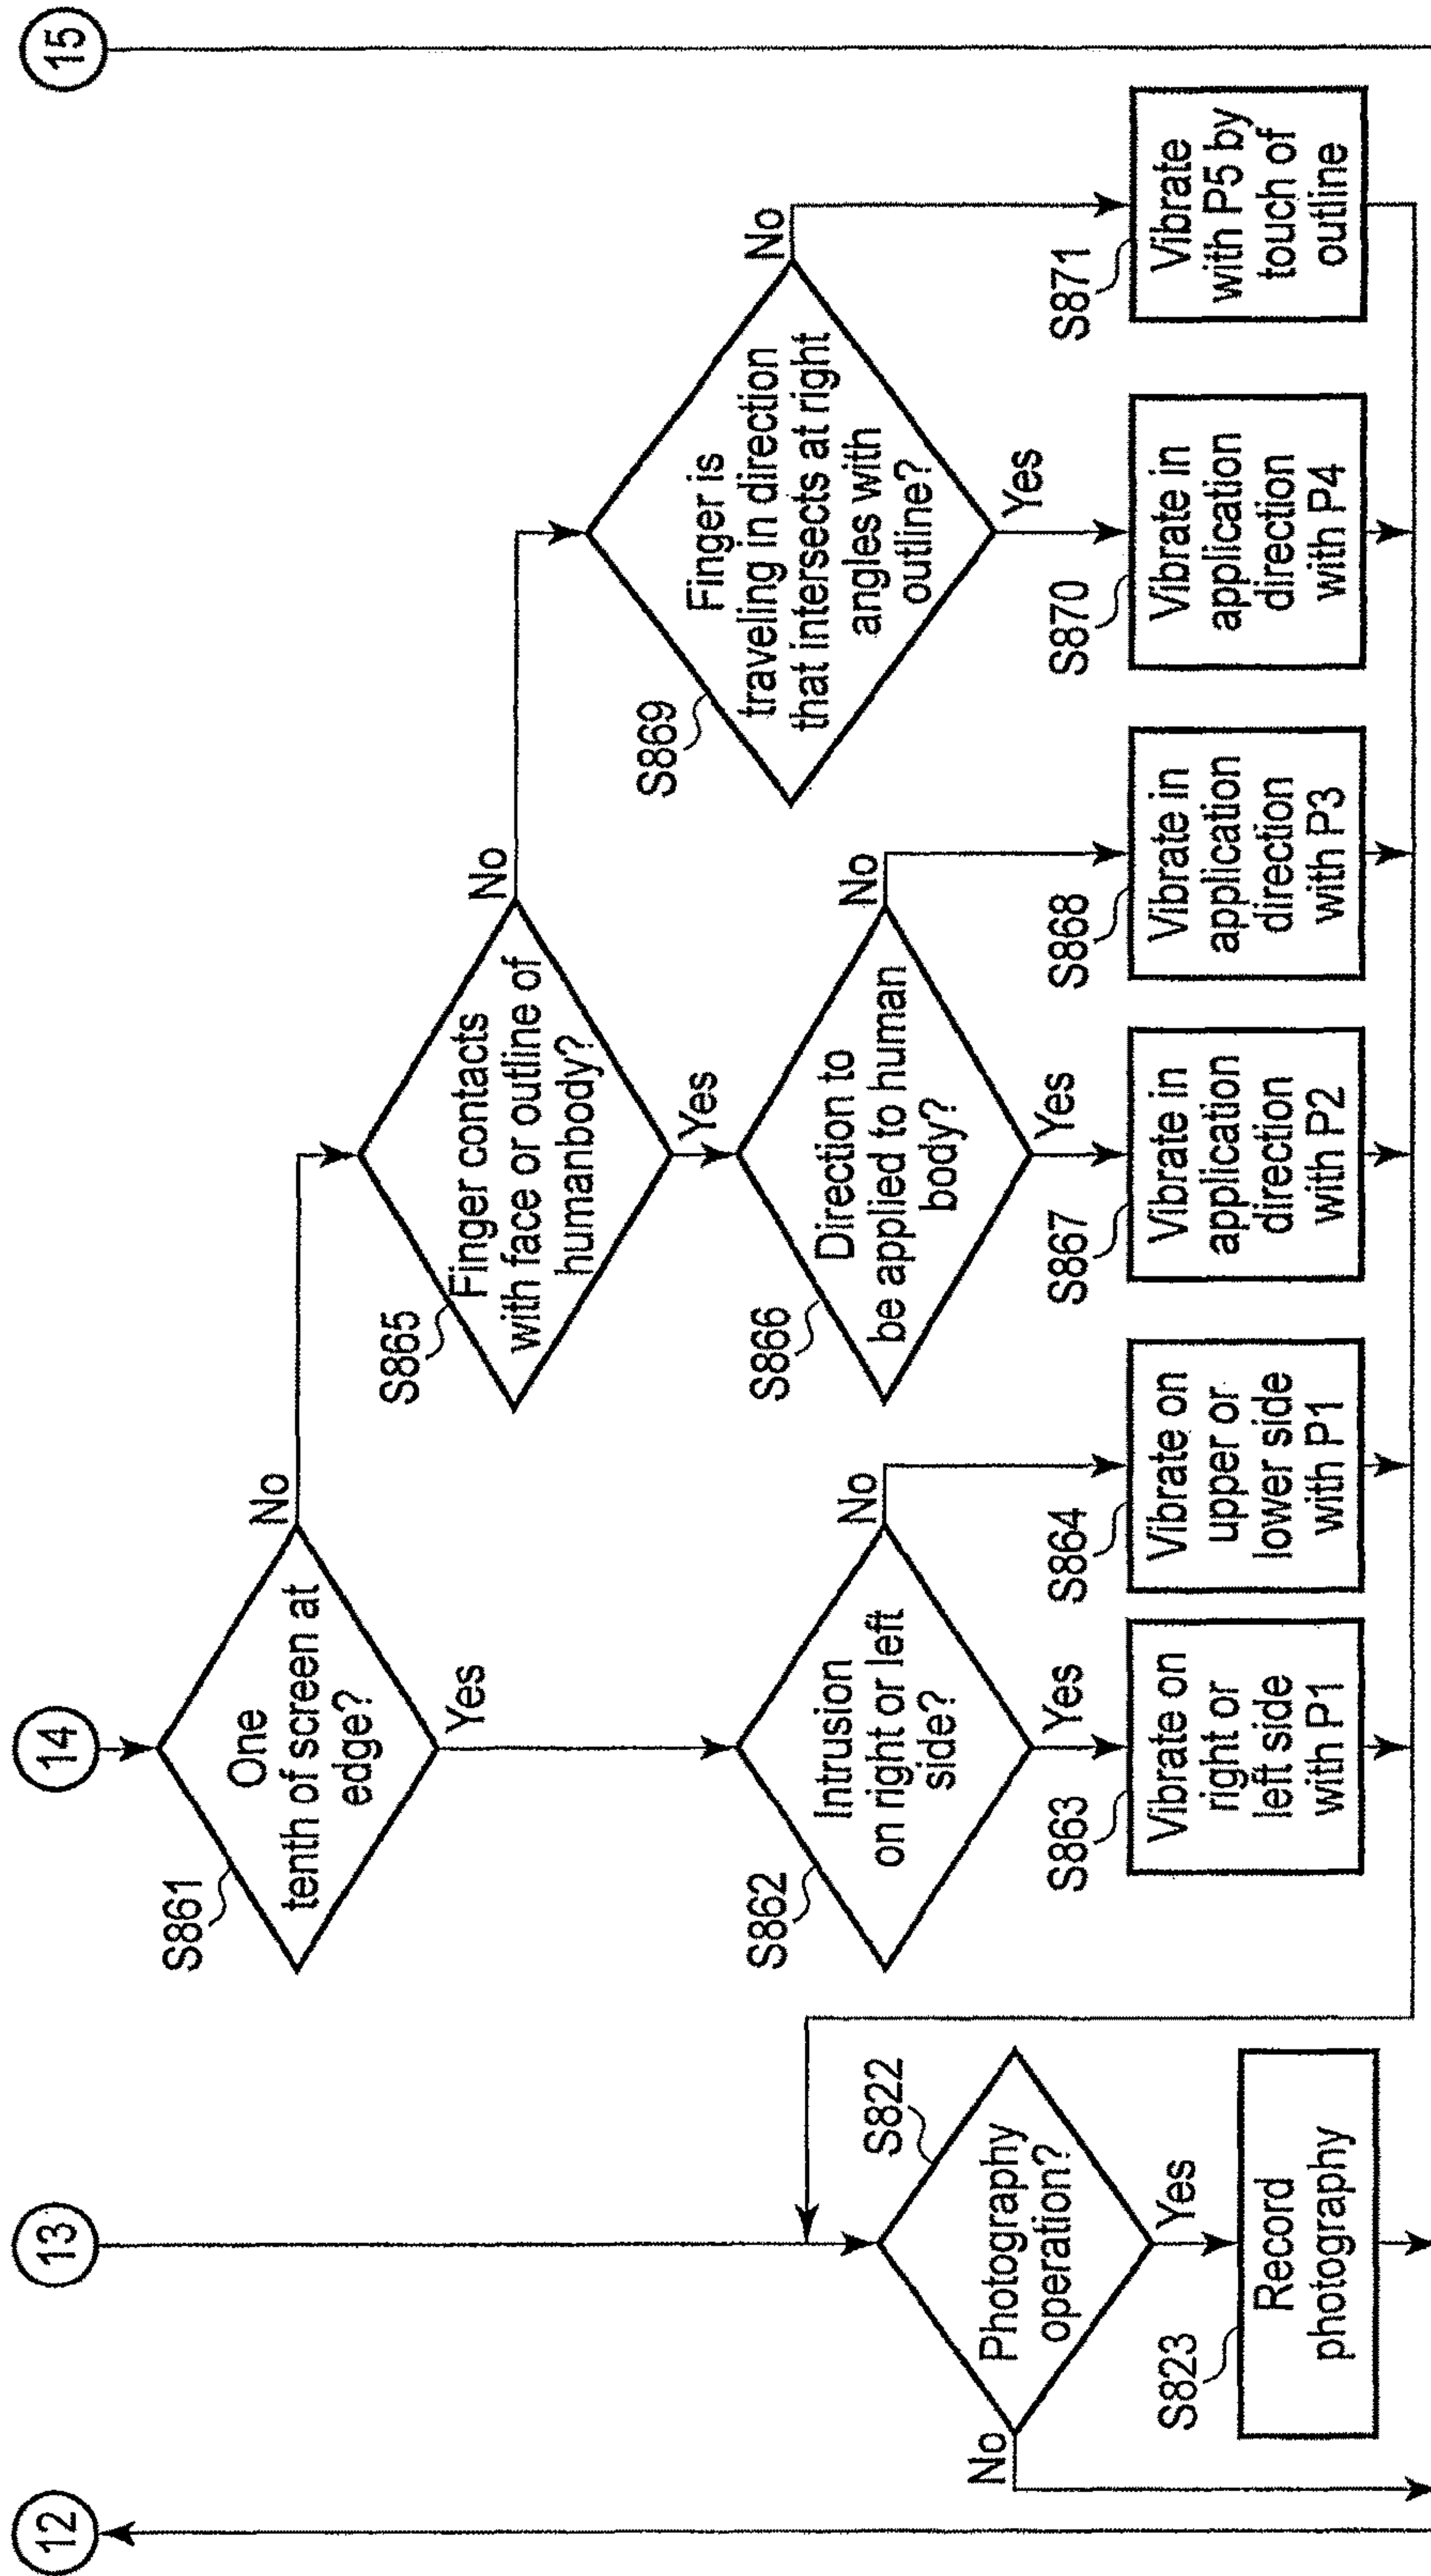 12
13
14
15
S861
One
tenth of screen at
edge?
No
Yes
S865
Finger contacts
with face or outline of
humanbody?
No
Yes
S869
Finger is
traveling in direction
that intersects at right
angles with
outline?
No
Yes
S862
Intrusion
on right or left
side?
No
Yes
S866
Direction to
be applied to human
body?
No
Yes
S822
Photography
operation?
No
Yes
S863
Vibrate on
right or
left side
with P1
S864
Vibrate on
upper or
lower side
with P1
S867
Vibrate in
application
direction
with P2
S868
Vibrate in
application
direction
with P3
S870
Vibrate in
application
direction
with P4
S871
Vibrate
with P5 by
touch of
outline
S823
Record
photography